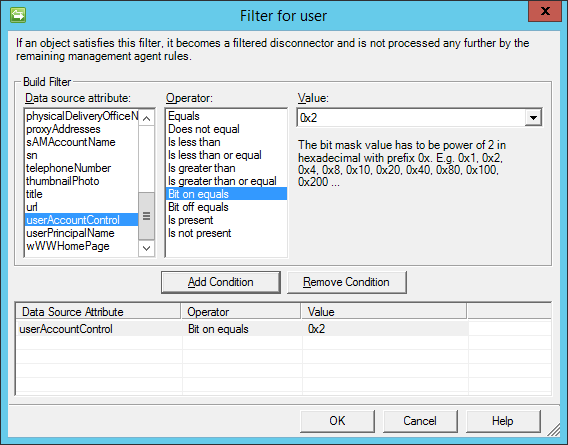 Filter for user
X
If an object satisfies this filter, it becomes a filtered disconnector and is not processed any further by the
remaining management agent rules.
Build Filter
Data source attribute:
physicalDeliveryOfficeN
proxyAddresses
sAMAccountName
sn
telephoneNumber
thumbnailPhoto
title
url
userAccountControl
userPrincipalName
wWWHomePage
Operator:
Equals
Does not equal
Is less than
Is less than or equal
Is greater than
Is greater than or equal
Bit on equals
Bit off equals
Is present
Is not present
Value:
0x2
The bit mask value has to be power of 2 in
hexadecimal with prefix 0x. E.g. 0x1, 0x2,
0x4, 0x8, 0x10, 0x20, 0x40, 0x80, 0x100,
0x200 ...
Add Condition
Remove Condition
Data Source Attribute Operator Value
userAccountControl Bit on equals 0x2
OK
Cancel
Help